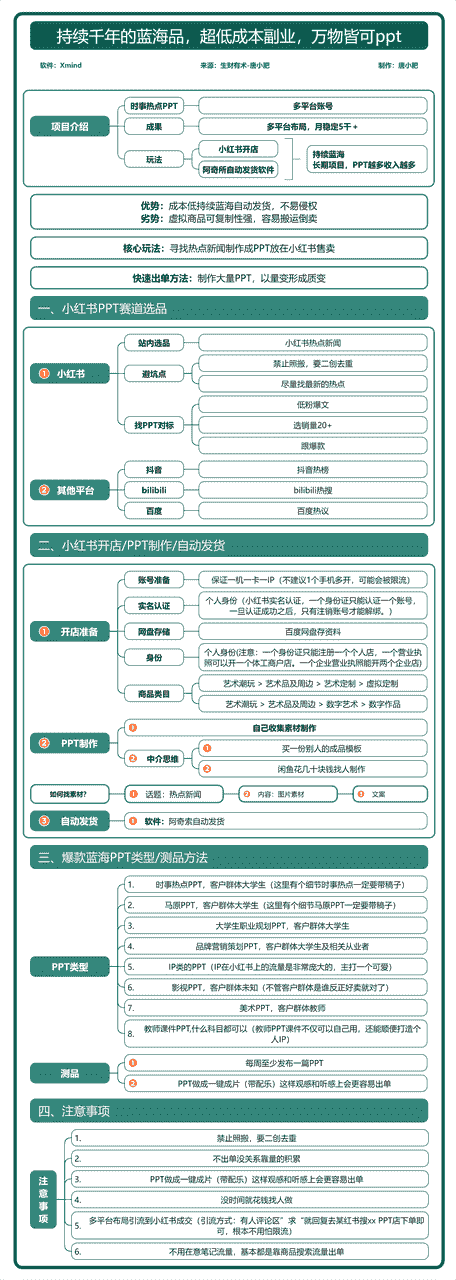 持续千年的蓝海品，超低成本副业，万物皆可ppt
软件：Xmind
来源：生财有术-唐小肥
制作：唐小肥
项目介绍
时事热点PPT
多平台账号
成果
多平台布局，月稳定5千＋
玩法
小红书开店
阿奇所自动发货软件
持续蓝海
长期项目，PPT越多收入越多
优势：成本低持续蓝海自动发货，不易侵权
劣势：虚拟商品可复制性强，容易搬运倒卖
核心玩法：寻找热点新闻制作成PPT放在小红书售卖
快速出单方法：制作大量PPT，以量变形成质变
一、小红书PPT赛道选品
1 小红书
站内选品
小红书热点新闻
避坑点
禁止照搬，要二创去重
尽量找最新的热点
找PPT对标
低粉爆文
选销量20+
跟爆款
2 其他平台
抖音
抖音热榜
bilibili
bilibili热搜
百度
百度热议
二、小红书开店/PPT制作/自动发货
1 开店准备
账号准备
保证一机一卡一IP（不建议1个手机多开，可能会被限流）
实名认证
个人身份（小红书实名认证，一个身份证只能认证一个账号，
一旦认证成功之后，只有注销账号才能解绑。）
网盘存储
百度网盘存资料
身份
个人身份(注意：一个身份证只能注册一个个人店，一个营业执
照可以开一个体工商户店。一个企业营业执照能开两个企业店)
商品类目
艺术潮玩 > 艺术品及周边 > 艺术定制 > 虚拟定制
艺术潮玩 > 艺术品及周边 > 数字艺术 > 数字作品
2 PPT制作
1 自己收集素材制作
2 中介思维
1 买一份别人的成品模板
2 闲鱼花几十块钱找人制作
如何找素材？
1 话题：热点新闻
2 内容：图片素材
3 文案
3 自动发货
1 软件：阿奇索自动发货
三、爆款蓝海PPT类型/测品方法
PPT类型
1. 时事热点PPT，客户群体大学生（这里有个细节时事热点一定要带稿子）
2. 马原PPT，客户群体大学生（这里有个细节马原PPT一定要带稿子）
3. 大学生职业规划PPT，客户群体大学生
4. 品牌营销策划PPT，客户群体大学生及相关从业者
5. IP类的PPT（IP在小红书上的流量是非常庞大的，主打一个可爱）
6. 影视PPT，客户群体未知（不管客户群体是谁反正好卖就对了）
7. 美术PPT，客户群体教师
8. 教师课件PPT,什么科目都可以（教师PPT课件不仅可以自己用，还能顺便打造个
人IP）
测品
1 每周至少发布一篇PPT
2 PPT做成一键成片（带配乐）这样观感和听感上会更容易出单
四、注意事项
注意事项
1. 禁止照搬，要二创去重
2. 不出单没关系靠量的积累
3. PPT做成一键成片（带配乐）这样观感和听感上会更容易出单
4. 没时间就花钱找人做
5. 多平台布局引流到小红书成交（引流方式：有人评论区”求“就回复去某红书搜xx PPT店下单即
可，根本不用怕限流）
6. 不用在意笔记流量，基本都是靠商品搜索流量出单